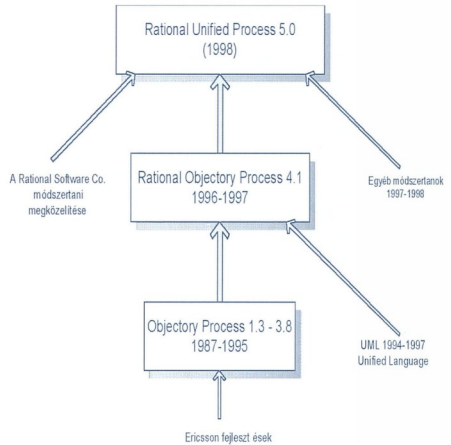 Rational Unified Process 5.0
(1998)
A Rational Software Co.
módszertani
megközelitése
Rational Objectory Process 4.1
1996-1997
Egyéb módszertanok
1997-1998
Objectory Process 1.3 - 3.8
1987-1995
UML 1994-1997
Unified Language
Ericsson fejleszt ések